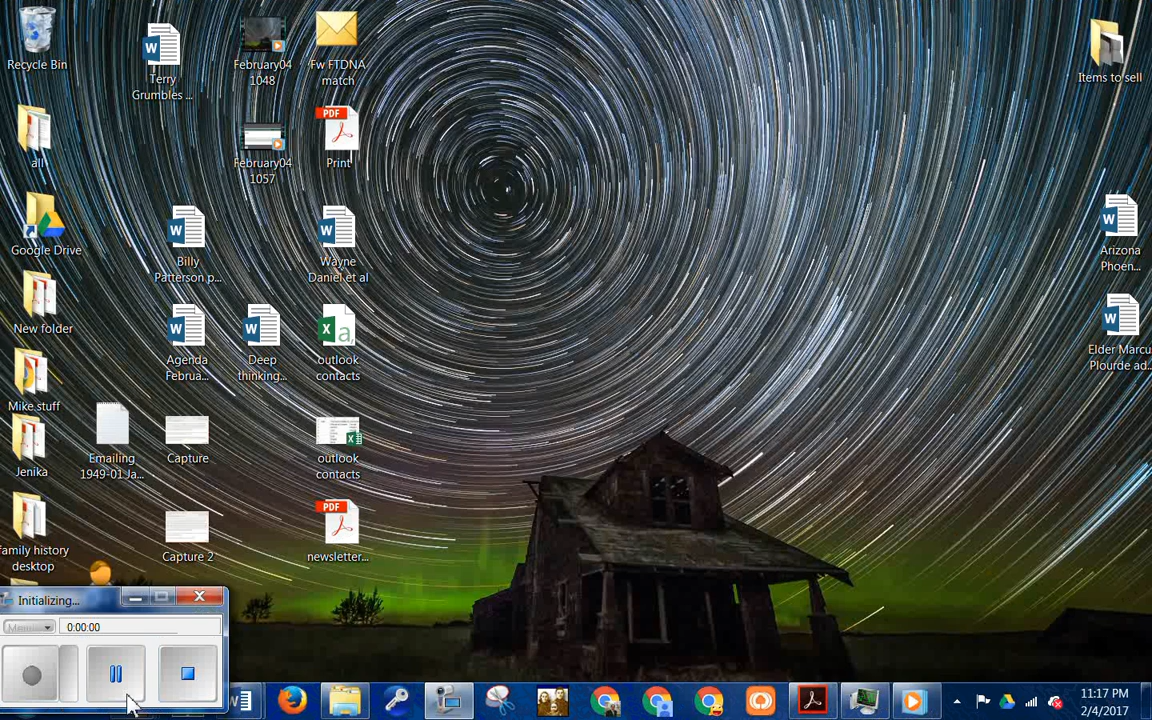 Recycle Bin
Terry
Grumbles ...
February04
1048
Fw FTDNA
match
Items to sell
all
February04
1057
PDF
Print
Google Drive
Billy
Patterson p...
Wayne
Daniel et al
Arizona
Phoen...
New folder
Agenda
Februa...
Deep
thinking...
outlook
contacts
Elder Marcu
Plourde ad...
Mike stuff
Jenika
Emailing
1949-01 Ja...
Capture
outlook
contacts
family history
desktop
Capture 2
PDF
newsletter...
Initializing...
Menu
0:00:00
11:17 PM
2/4/2017